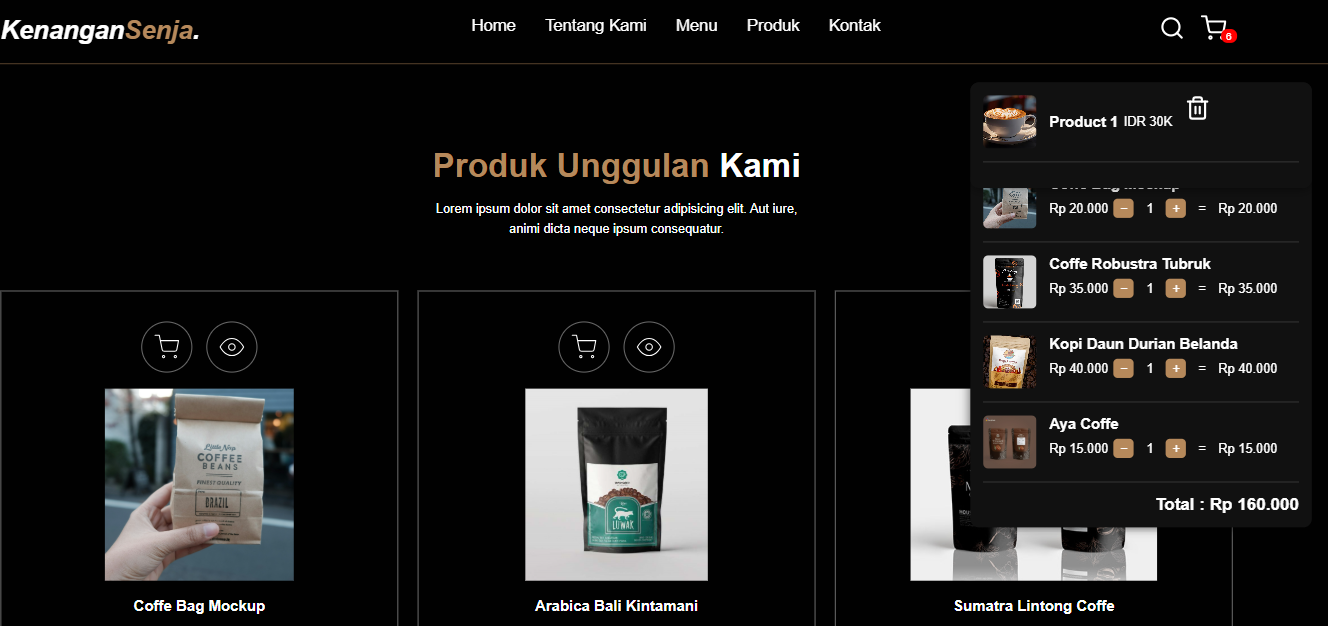 KenanganSenja.
Home Tentang Kami Menu Produk Kontak
6
Product 1 IDR 30K
Produk Unggulan Kami
Lorem ipsum dolor sit amet consectetur adipisicing elit. Aut iure,
animi dicta neque ipsum consequatur.
Coffe Bag Mockup
Rp 20.000 − 1 + = Rp 20.000
Coffe Robustra Tubruk
Rp 35.000 − 1 + = Rp 35.000
Kopi Daun Durian Belanda
Rp 40.000 − 1 + = Rp 40.000
Aya Coffe
Rp 15.000 − 1 + = Rp 15.000
Total : Rp 160.000
Little Nap
COFFEE
BEANS
FINEST QUALITY
BRAZIL
LUWAK
Coffe Bag Mockup
Arabica Bali Kintamani
Sumatra Lintong Coffe